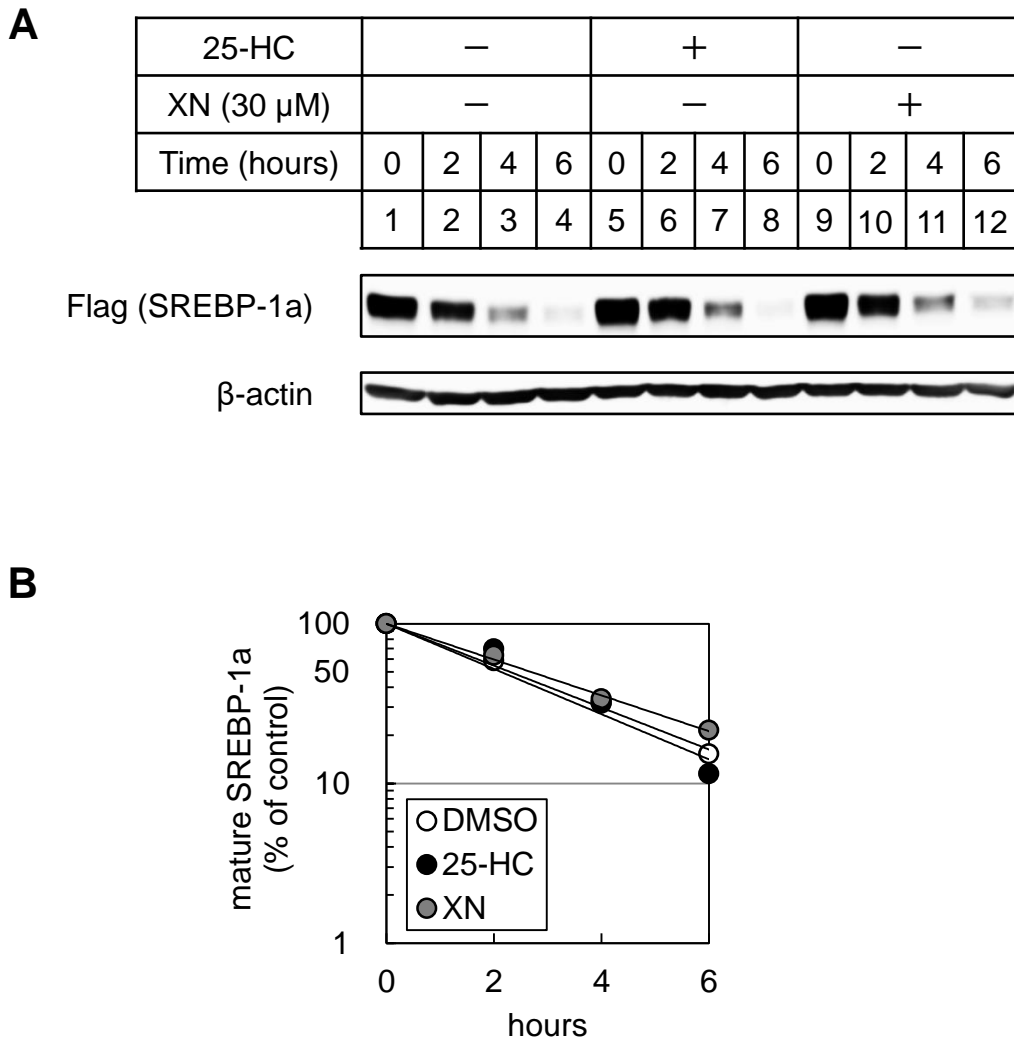 A
25-HC − + −
XN (30 μM) − − +
Time (hours) 0 2 4 6 0 2 4 6 0 2 4 6
1 2 3 4 5 6 7 8 9 10 11 12
Flag (SREBP-1a)
β-actin
B
mature SREBP-1a
(% of control)
100
50
10
1
DMSO
25-HC
XN
0 2 4 6
hours